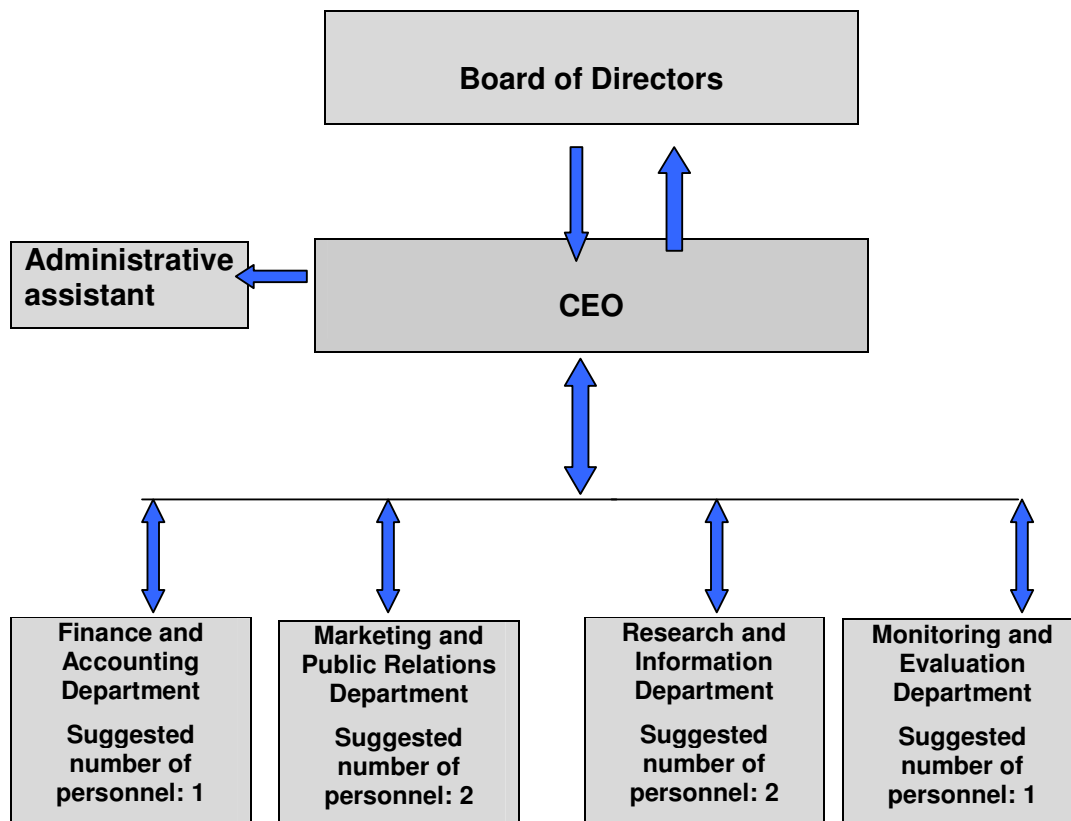 Board of Directors
Administrative
assistant
CEO
Finance and
Accounting
Department
Suggested
number of
personnel: 1
Marketing and
Public Relations
Department
Suggested
number of
personnel: 2
Research and
Information
Department
Suggested
number of
personnel: 2
Monitoring and
Evaluation
Department
Suggested
number of
personnel: 1